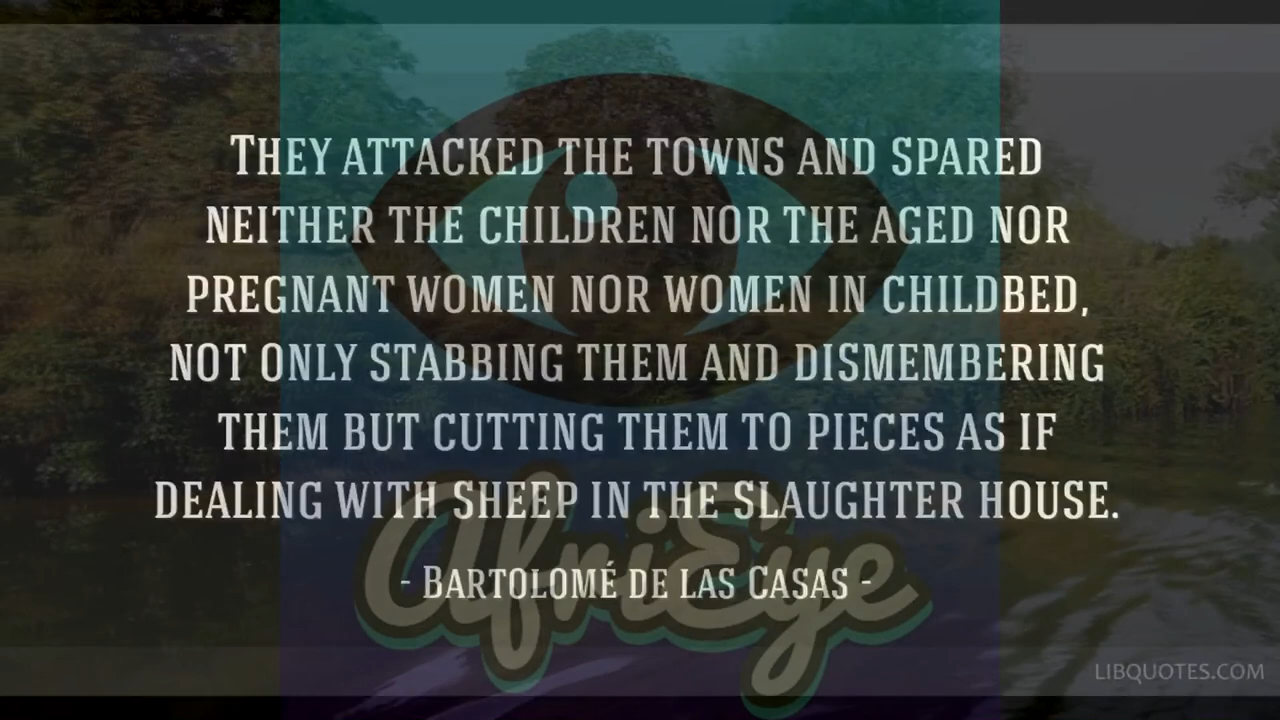 THEY ATTACKED THE TOWNS AND SPARED
NEITHER THE CHILDREN NOR THE AGED NOR
PREGNANT WOMEN NOR WOMEN IN CHILDBED,
NOT ONLY STABBING THEM AND DISMEMBERING
THEM BUT CUTTING THEM TO PIECES AS IF
DEALING WITH SHEEP IN THE SLAUGHTER HOUSE.
AfriEye
- BARTOLOMÉ DE LAS CASAS -
LIBQUOTES.COM